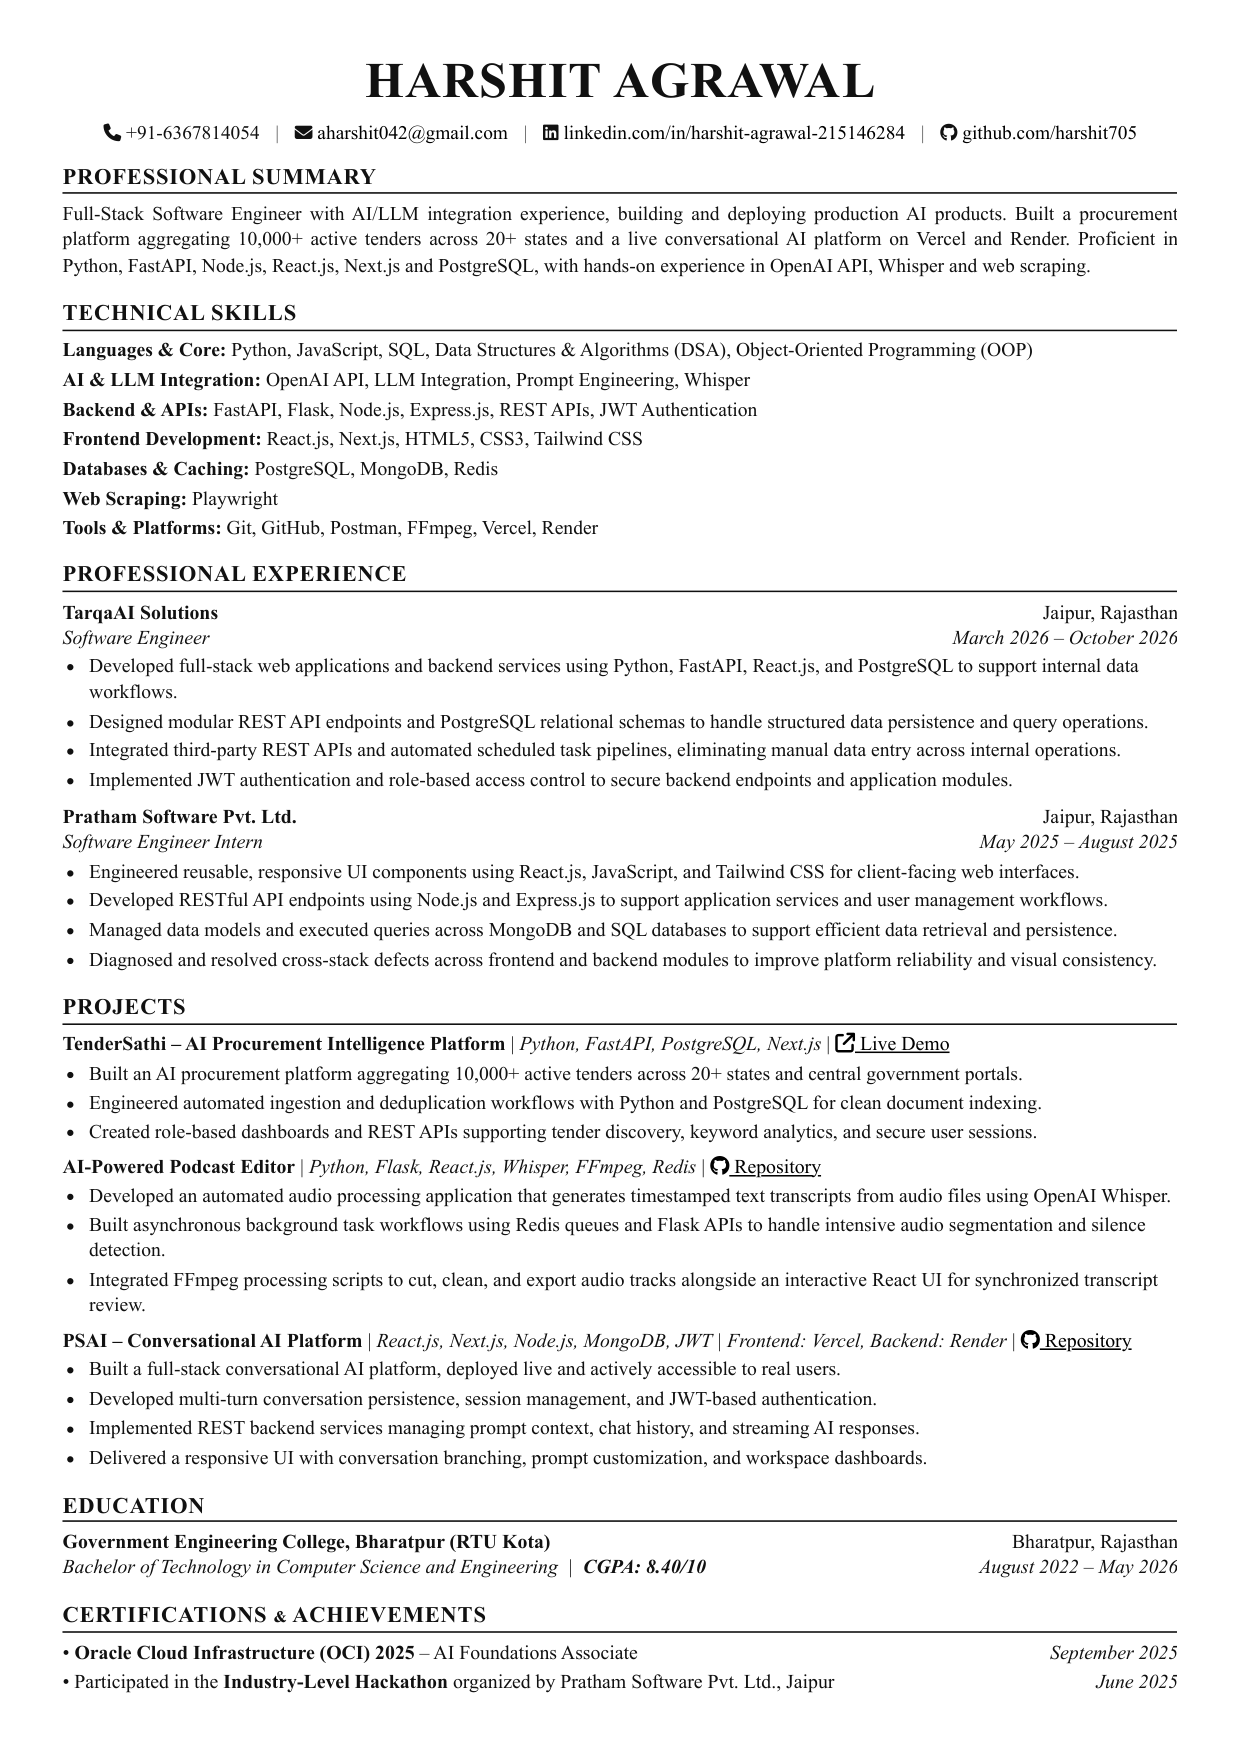 HARSHIT AGRAWAL
+91-6367814054 | aharshit042@gmail.com | linkedin.com/in/harshit-agrawal-215146284 | github.com/harshit705
PROFESSIONAL SUMMARY
Full-Stack Software Engineer with AI/LLM integration experience, building and deploying production AI products. Built a procurement
platform aggregating 10,000+ active tenders across 20+ states and a live conversational AI platform on Vercel and Render. Proficient in
Python, FastAPI, Node.js, React.js, Next.js and PostgreSQL, with hands-on experience in OpenAI API, Whisper and web scraping.
TECHNICAL SKILLS
Languages & Core: Python, JavaScript, SQL, Data Structures & Algorithms (DSA), Object-Oriented Programming (OOP)
AI & LLM Integration: OpenAI API, LLM Integration, Prompt Engineering, Whisper
Backend & APIs: FastAPI, Flask, Node.js, Express.js, REST APIs, JWT Authentication
Frontend Development: React.js, Next.js, HTML5, CSS3, Tailwind CSS
Databases & Caching: PostgreSQL, MongoDB, Redis
Web Scraping: Playwright
Tools & Platforms: Git, GitHub, Postman, FFmpeg, Vercel, Render
PROFESSIONAL EXPERIENCE
TarqaAI Solutions Jaipur, Rajasthan
Software Engineer March 2026 – October 2026
• Developed full-stack web applications and backend services using Python, FastAPI, React.js, and PostgreSQL to support internal data
workflows.
• Designed modular REST API endpoints and PostgreSQL relational schemas to handle structured data persistence and query operations.
• Integrated third-party REST APIs and automated scheduled task pipelines, eliminating manual data entry across internal operations.
• Implemented JWT authentication and role-based access control to secure backend endpoints and application modules.
Pratham Software Pvt. Ltd. Jaipur, Rajasthan
Software Engineer Intern May 2025 – August 2025
• Engineered reusable, responsive UI components using React.js, JavaScript, and Tailwind CSS for client-facing web interfaces.
• Developed RESTful API endpoints using Node.js and Express.js to support application services and user management workflows.
• Managed data models and executed queries across MongoDB and SQL databases to support efficient data retrieval and persistence.
• Diagnosed and resolved cross-stack defects across frontend and backend modules to improve platform reliability and visual consistency.
PROJECTS
TenderSathi – AI Procurement Intelligence Platform | Python, FastAPI, PostgreSQL, Next.js | Live Demo
• Built an AI procurement platform aggregating 10,000+ active tenders across 20+ states and central government portals.
• Engineered automated ingestion and deduplication workflows with Python and PostgreSQL for clean document indexing.
• Created role-based dashboards and REST APIs supporting tender discovery, keyword analytics, and secure user sessions.
AI-Powered Podcast Editor | Python, Flask, React.js, Whisper, FFmpeg, Redis | Repository
• Developed an automated audio processing application that generates timestamped text transcripts from audio files using OpenAI Whisper.
• Built asynchronous background task workflows using Redis queues and Flask APIs to handle intensive audio segmentation and silence
detection.
• Integrated FFmpeg processing scripts to cut, clean, and export audio tracks alongside an interactive React UI for synchronized transcript
review.
PSAI – Conversational AI Platform | React.js, Next.js, Node.js, MongoDB, JWT | Frontend: Vercel, Backend: Render | Repository
• Built a full-stack conversational AI platform, deployed live and actively accessible to real users.
• Developed multi-turn conversation persistence, session management, and JWT-based authentication.
• Implemented REST backend services managing prompt context, chat history, and streaming AI responses.
• Delivered a responsive UI with conversation branching, prompt customization, and workspace dashboards.
EDUCATION
Government Engineering College, Bharatpur (RTU Kota) Bharatpur, Rajasthan
Bachelor of Technology in Computer Science and Engineering | CGPA: 8.40/10 August 2022 – May 2026
CERTIFICATIONS & ACHIEVEMENTS
• Oracle Cloud Infrastructure (OCI) 2025 – AI Foundations Associate September 2025
• Participated in the Industry-Level Hackathon organized by Pratham Software Pvt. Ltd., Jaipur June 2025